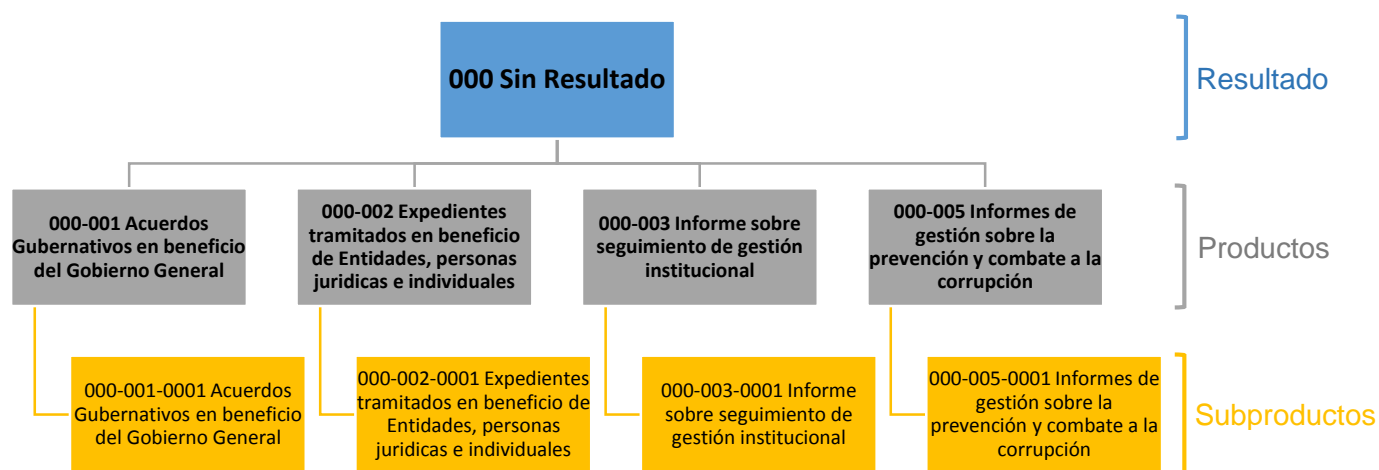 000 Sin Resultado
Resultado
000-001 Acuerdos
Gubernativos en beneficio
del Gobierno General
000-002 Expedientes
tramitados en beneficio
de Entidades, personas
juridicas e individuales
000-003 Informe sobre
seguimiento de gestión
institucional
000-005 Informes de
gestión sobre la
prevención y combate a la
corrupción
Productos
000-001-0001 Acuerdos
Gubernativos en beneficio
del Gobierno General
000-002-0001 Expedientes
tramitados en beneficio de
Entidades, personas
juridicas e individuales
000-003-0001 Informe
sobre seguimiento de
gestión institucional
000-005-0001 Informes de
gestión sobre la
prevención y combate a la
corrupción
Subproductos